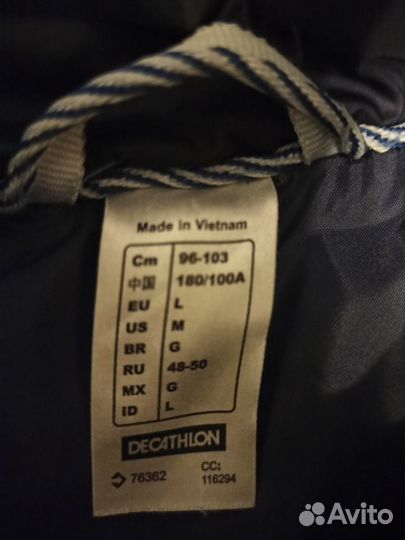 Made in Vietnam
Cm 96-103
中国 180/100A
EU L
US M
BR G
RU 48-50
MX G
ID L
DECATHLON
76362 CC:
116294
Avito